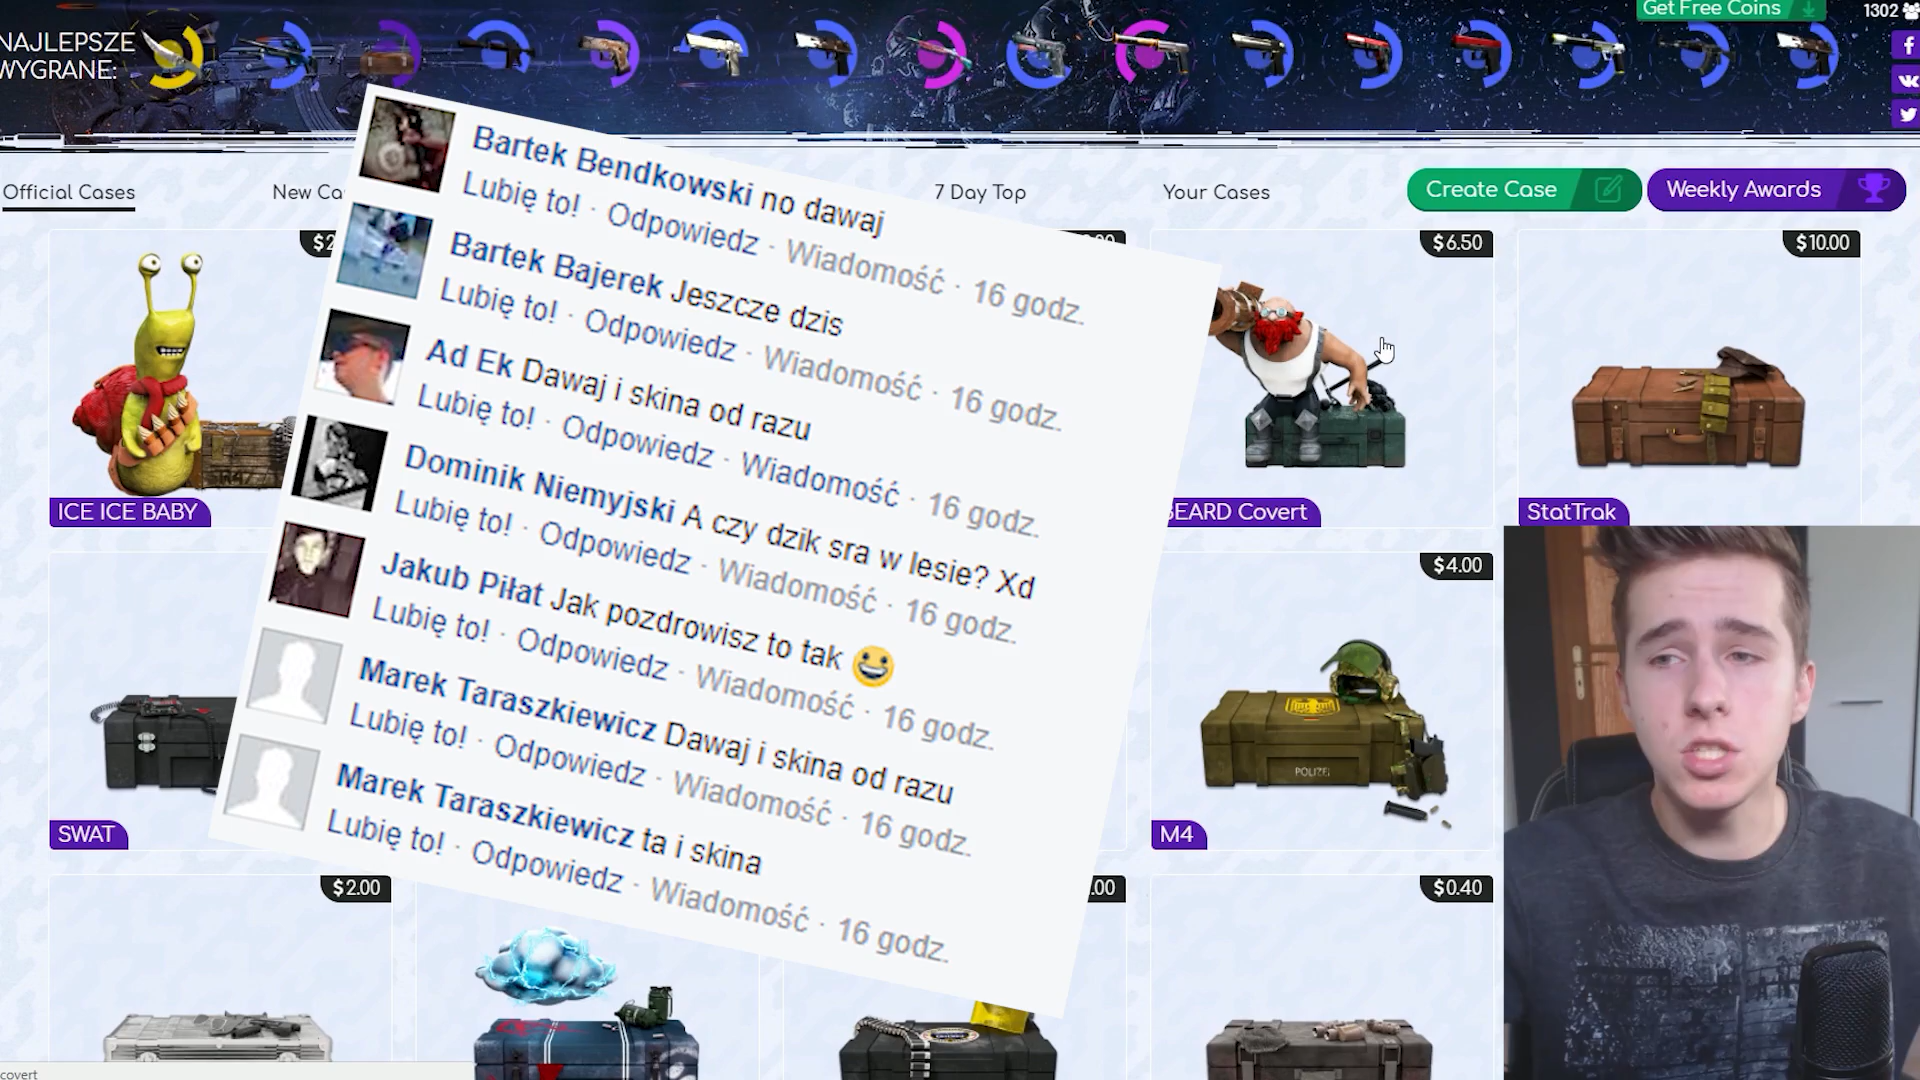 Get Free Coins
1302
NAJLEPSZE
WYGRANE:
Official Cases
7 Day Top
Your Cases
Create Case
Weekly Awards
$6.50
$10.00
Bartek Bendkowski no dawaj
Lubię to! · Odpowiedz · Wiadomość · 16 godz.
Bartek Bajerek Jeszcze dzis
Lubię to! · Odpowiedz · Wiadomość · 16 godz.
Ad Ek Dawaj i skina od razu
Lubię to! · Odpowiedz · Wiadomość · 16 godz.
Dominik Niemyjski A czy dzik sra w lesie? Xd
Lubię to! · Odpowiedz · Wiadomość · 16 godz.
Jakub Piłat Jak pozdrowisz to tak
Lubię to! · Odpowiedz · Wiadomość · 16 godz.
Marek Taraszkiewicz Dawaj i skina od razu
Lubię to! · Odpowiedz · Wiadomość · 16 godz.
Marek Taraszkiewicz ta i skina
Lubię to! · Odpowiedz · Wiadomość · 16 godz.
ICE ICE BABY
BEARD Covert
StatTrak
$4.00
POLIZEI
SWAT
M4
$2.00
$0.40
covert